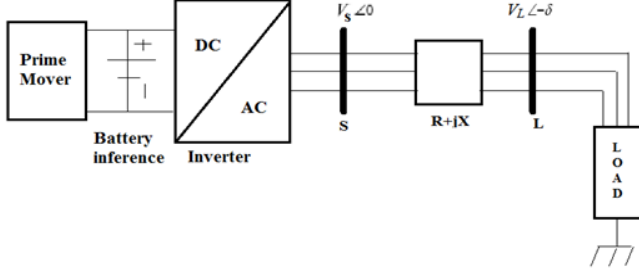 V_s∠0
V_L∠-δ
Prime
Mover
+
Battery
inference
DC
AC
Inverter
S
R+jX
L
L
O
A
D